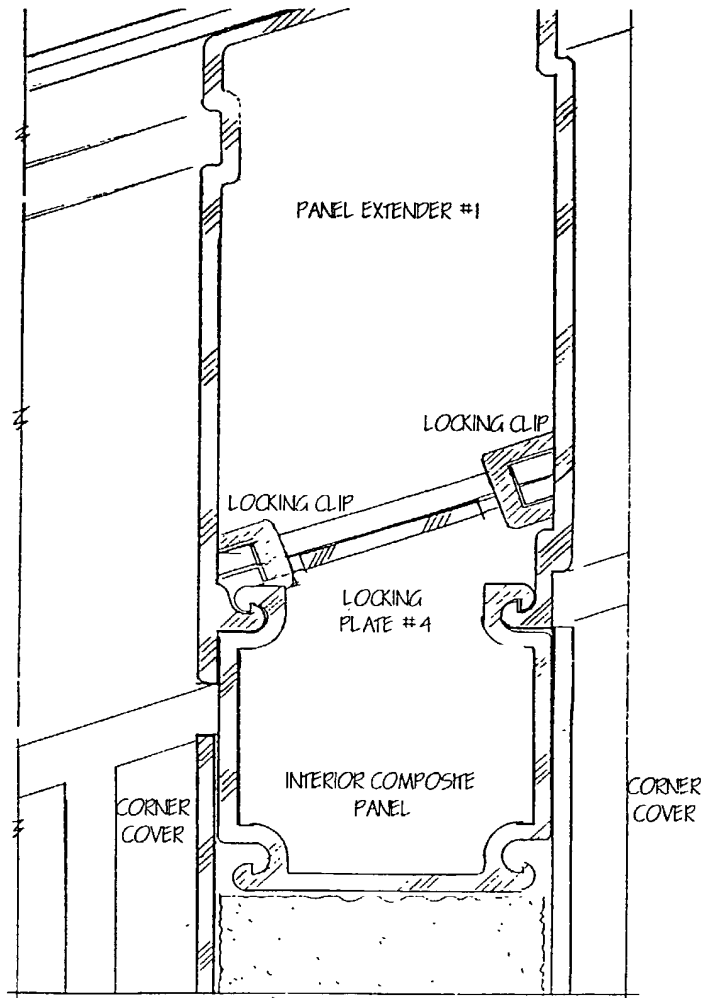 PANEL EXTENDER #1
LOCKING CLIP
LOCKING CLIP
LOCKING
PLATE #4
INTERIOR COMPOSITE
PANEL
CORNER
COVER
CORNER
COVER